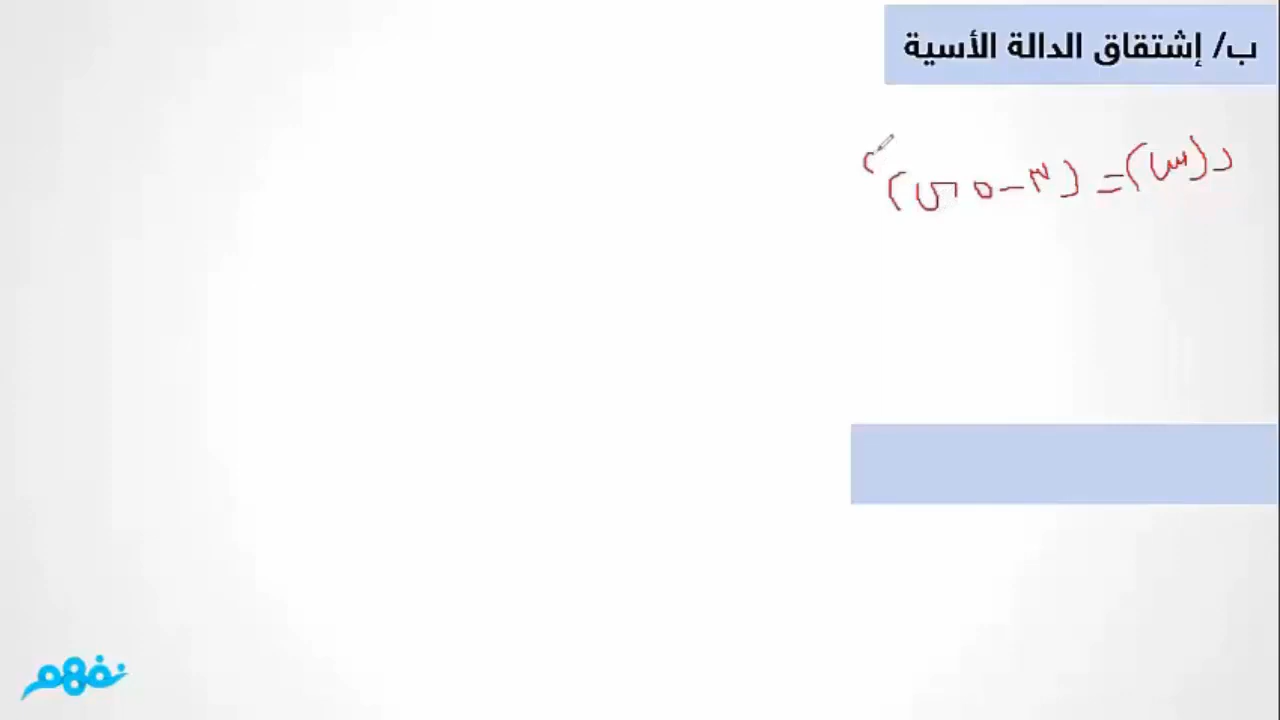 ب/ إشتقاق الدالة الأسية
د(س) = (٣ - ٥س)
نفهم